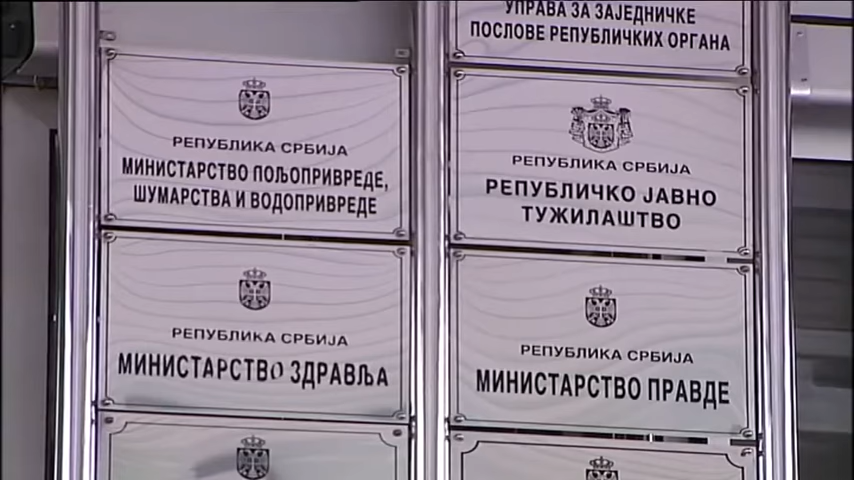 РЕПУБЛИКА СРБИЈА
МИНИСТАРСТВО ПОЉОПРИВРЕДЕ,
ШУМАРСТВА И ВОДОПРИВРЕДЕ
РЕПУБЛИКА СРБИЈА
МИНИСТАРСТВО ЗДРАВЉА
УПРАВА ЗА ЗАЈЕДНИЧКЕ
ПОСЛОВЕ РЕПУБЛИЧКИХ ОРГАНА
РЕПУБЛИКА СРБИЈА
РЕПУБЛИЧКО ЈАВНО
ТУЖИЛАШТВО
РЕПУБЛИКА СРБИЈА
МИНИСТАРСТВО ПРАВДЕ